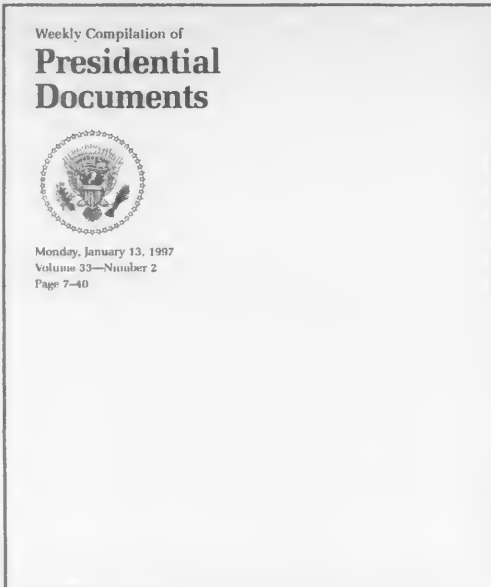 Weekly Compilation of
Presidential
Documents
Monday, January 13, 1997
Volume 33—Number 2
Page 7–40